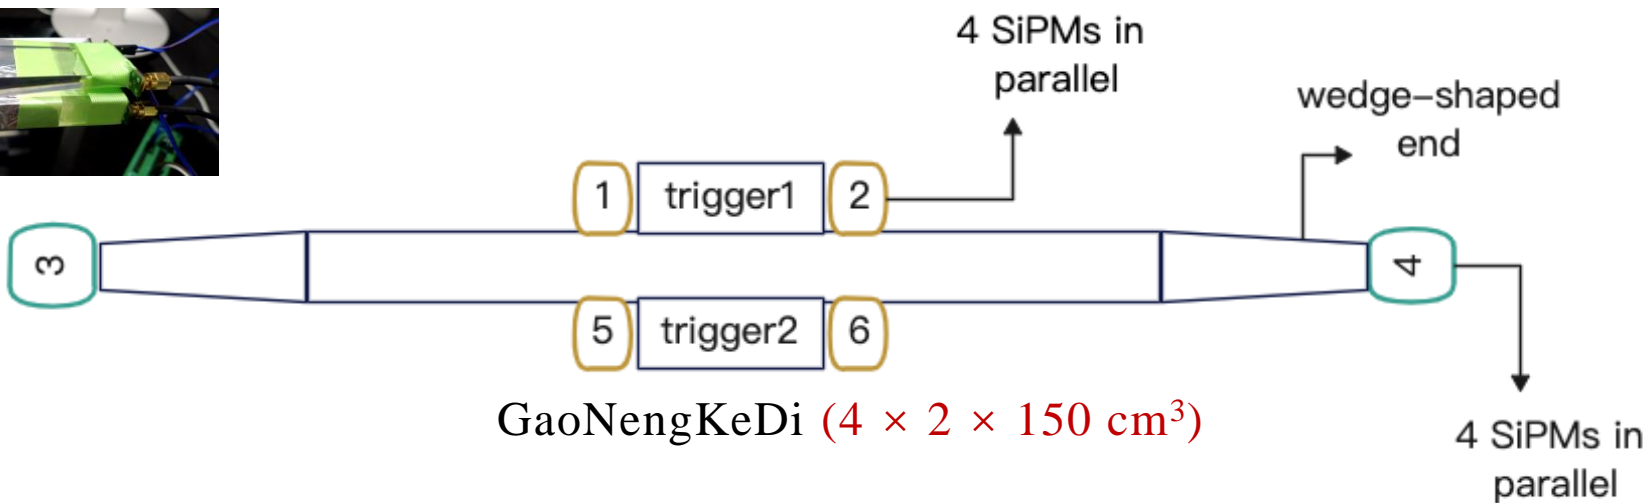 4 SiPMs in
parallel
wedge–shaped
end
1 trigger1 2
3
4
5 trigger2 6
GaoNengKeDi (4 × 2 × 150 cm³)
4 SiPMs in
parallel